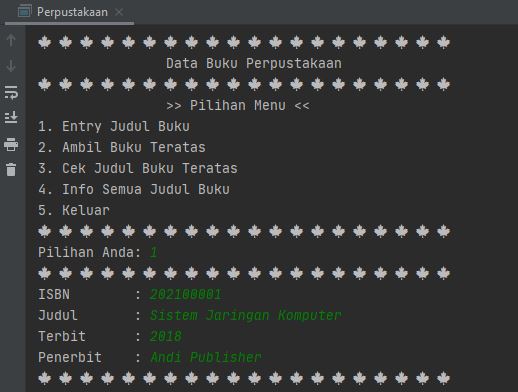 Perpustakaan
Data Buku Perpustakaan
>> Pilihan Menu <<
1. Entry Judul Buku
2. Ambil Buku Teratas
3. Cek Judul Buku Teratas
4. Info Semua Judul Buku
5. Keluar
Pilihan Anda: 1
ISBN : 202100001
Judul : Sistem Jaringan Komputer
Terbit : 2018
Penerbit : Andi Publisher